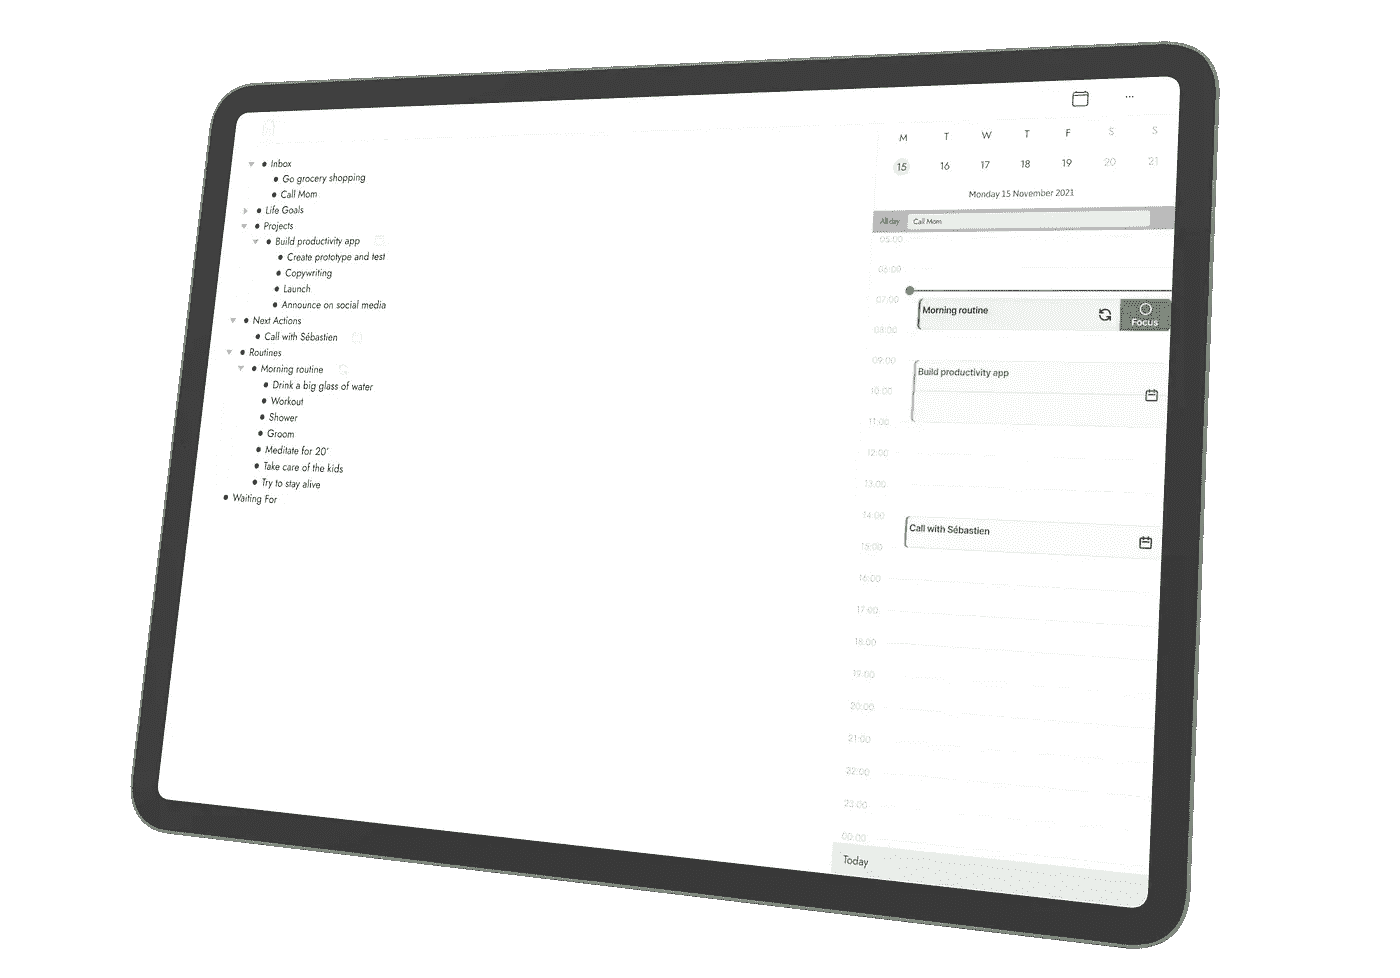 Inbox
Go grocery shopping
Call Mom
Life Goals
Projects
Build productivity app
Create prototype and test
Copywriting
Launch
Announce on social media
Next Actions
Call with Sébastien
Routines
Morning routine
Drink a big glass of water
Workout
Shower
Groom
Meditate for 20'
Take care of the kids
Try to stay alive
Waiting For
...
M T W T F S S
15 16 17 18 19 20 21
Monday 15 November 2021
All day Call Mom
05:00
06:00
07:00
Morning routine
Focus
08:00
09:00
Build productivity app
10:00
11:00
12:00
13:00
14:00
Call with Sébastien
15:00
16:00
17:00
18:00
19:00
20:00
21:00
22:00
23:00
00:00
Today